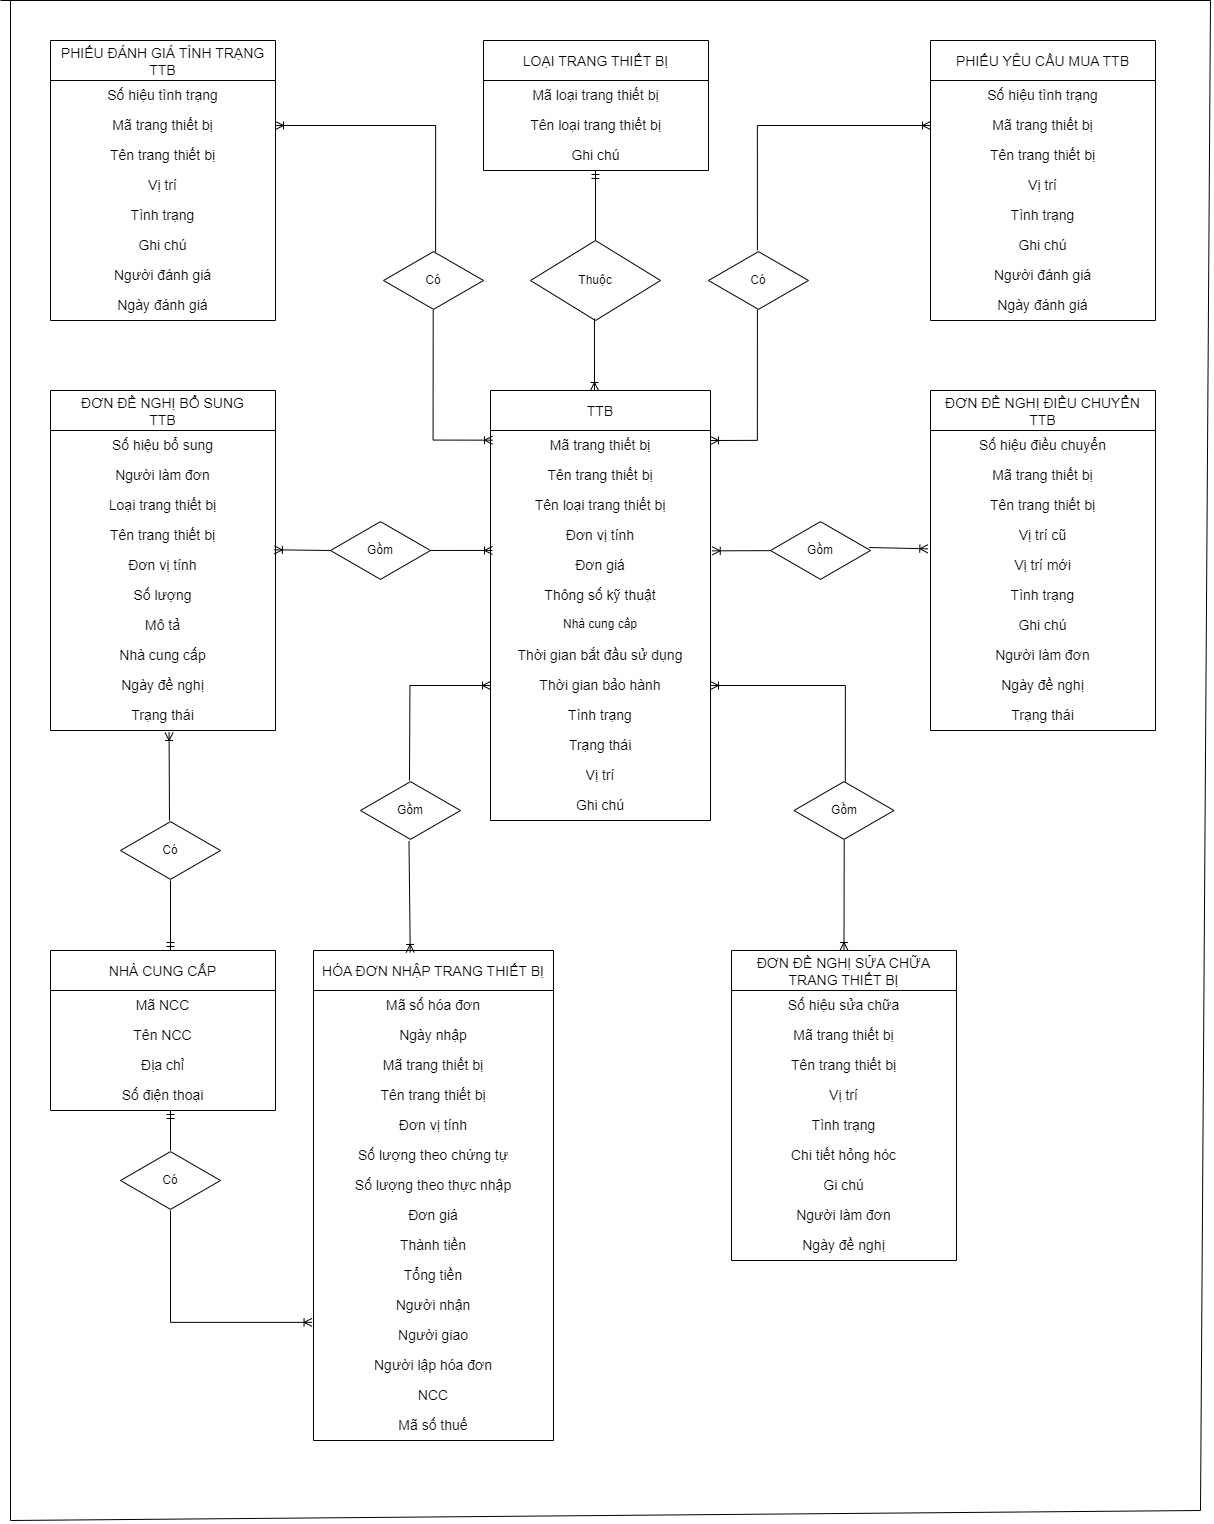 PHIẾU ĐÁNH GIÁ TÌNH TRẠNG
TTB
Số hiệu tình trạng
Mã trang thiết bị
Tên trang thiết bị
Vị trí
Tình trạng
Ghi chú
Người đánh giá
Ngày đánh giá
LOẠI TRANG THIẾT BỊ
Mã loại trang thiết bị
Tên loại trang thiết bị
Ghi chú
PHIẾU YÊU CẦU MUA TTB
Số hiệu tình trạng
Mã trang thiết bị
Tên trang thiết bị
Vị trí
Tình trạng
Ghi chú
Người đánh giá
Ngày đánh giá
Có
Thuộc
Có
ĐƠN ĐỀ NGHỊ BỔ SUNG
TTB
Số hiệu bổ sung
Người làm đơn
Loại trang thiết bị
Tên trang thiết bị
Đơn vị tính
Số lượng
Mô tả
Nhà cung cấp
Ngày đề nghị
Trạng thái
Gồm
TTB
Mã trang thiết bị
Tên trang thiết bị
Tên loại trang thiết bị
Đơn vị tính
Đơn giá
Thông số kỹ thuật
Nhà cung cấp
Thời gian bắt đầu sử dụng
Thời gian bảo hành
Tình trạng
Trạng thái
Vị trí
Ghi chú
Gồm
ĐƠN ĐỀ NGHỊ ĐIỀU CHUYỂN
TTB
Số hiệu điều chuyển
Mã trang thiết bị
Tên trang thiết bị
Vị trí cũ
Vị trí mới
Tình trạng
Ghi chú
Người làm đơn
Ngày đề nghị
Trạng thái
Gồm
Gồm
Có
NHÀ CUNG CẤP
Mã NCC
Tên NCC
Địa chỉ
Số điện thoại
Có
HÓA ĐƠN NHẬP TRANG THIẾT BỊ
Mã số hóa đơn
Ngày nhập
Mã trang thiết bị
Tên trang thiết bị
Đơn vị tính
Số lượng theo chứng tự
Số lượng theo thực nhập
Đơn giá
Thành tiền
Tổng tiền
Người nhận
Người giao
Người lập hóa đơn
NCC
Mã số thuế
ĐƠN ĐỀ NGHỊ SỬA CHỮA
TRANG THIẾT BỊ
Số hiệu sửa chữa
Mã trang thiết bị
Tên trang thiết bị
Vị trí
Tình trạng
Chi tiết hỏng hóc
Gi chú
Người làm đơn
Ngày đề nghị